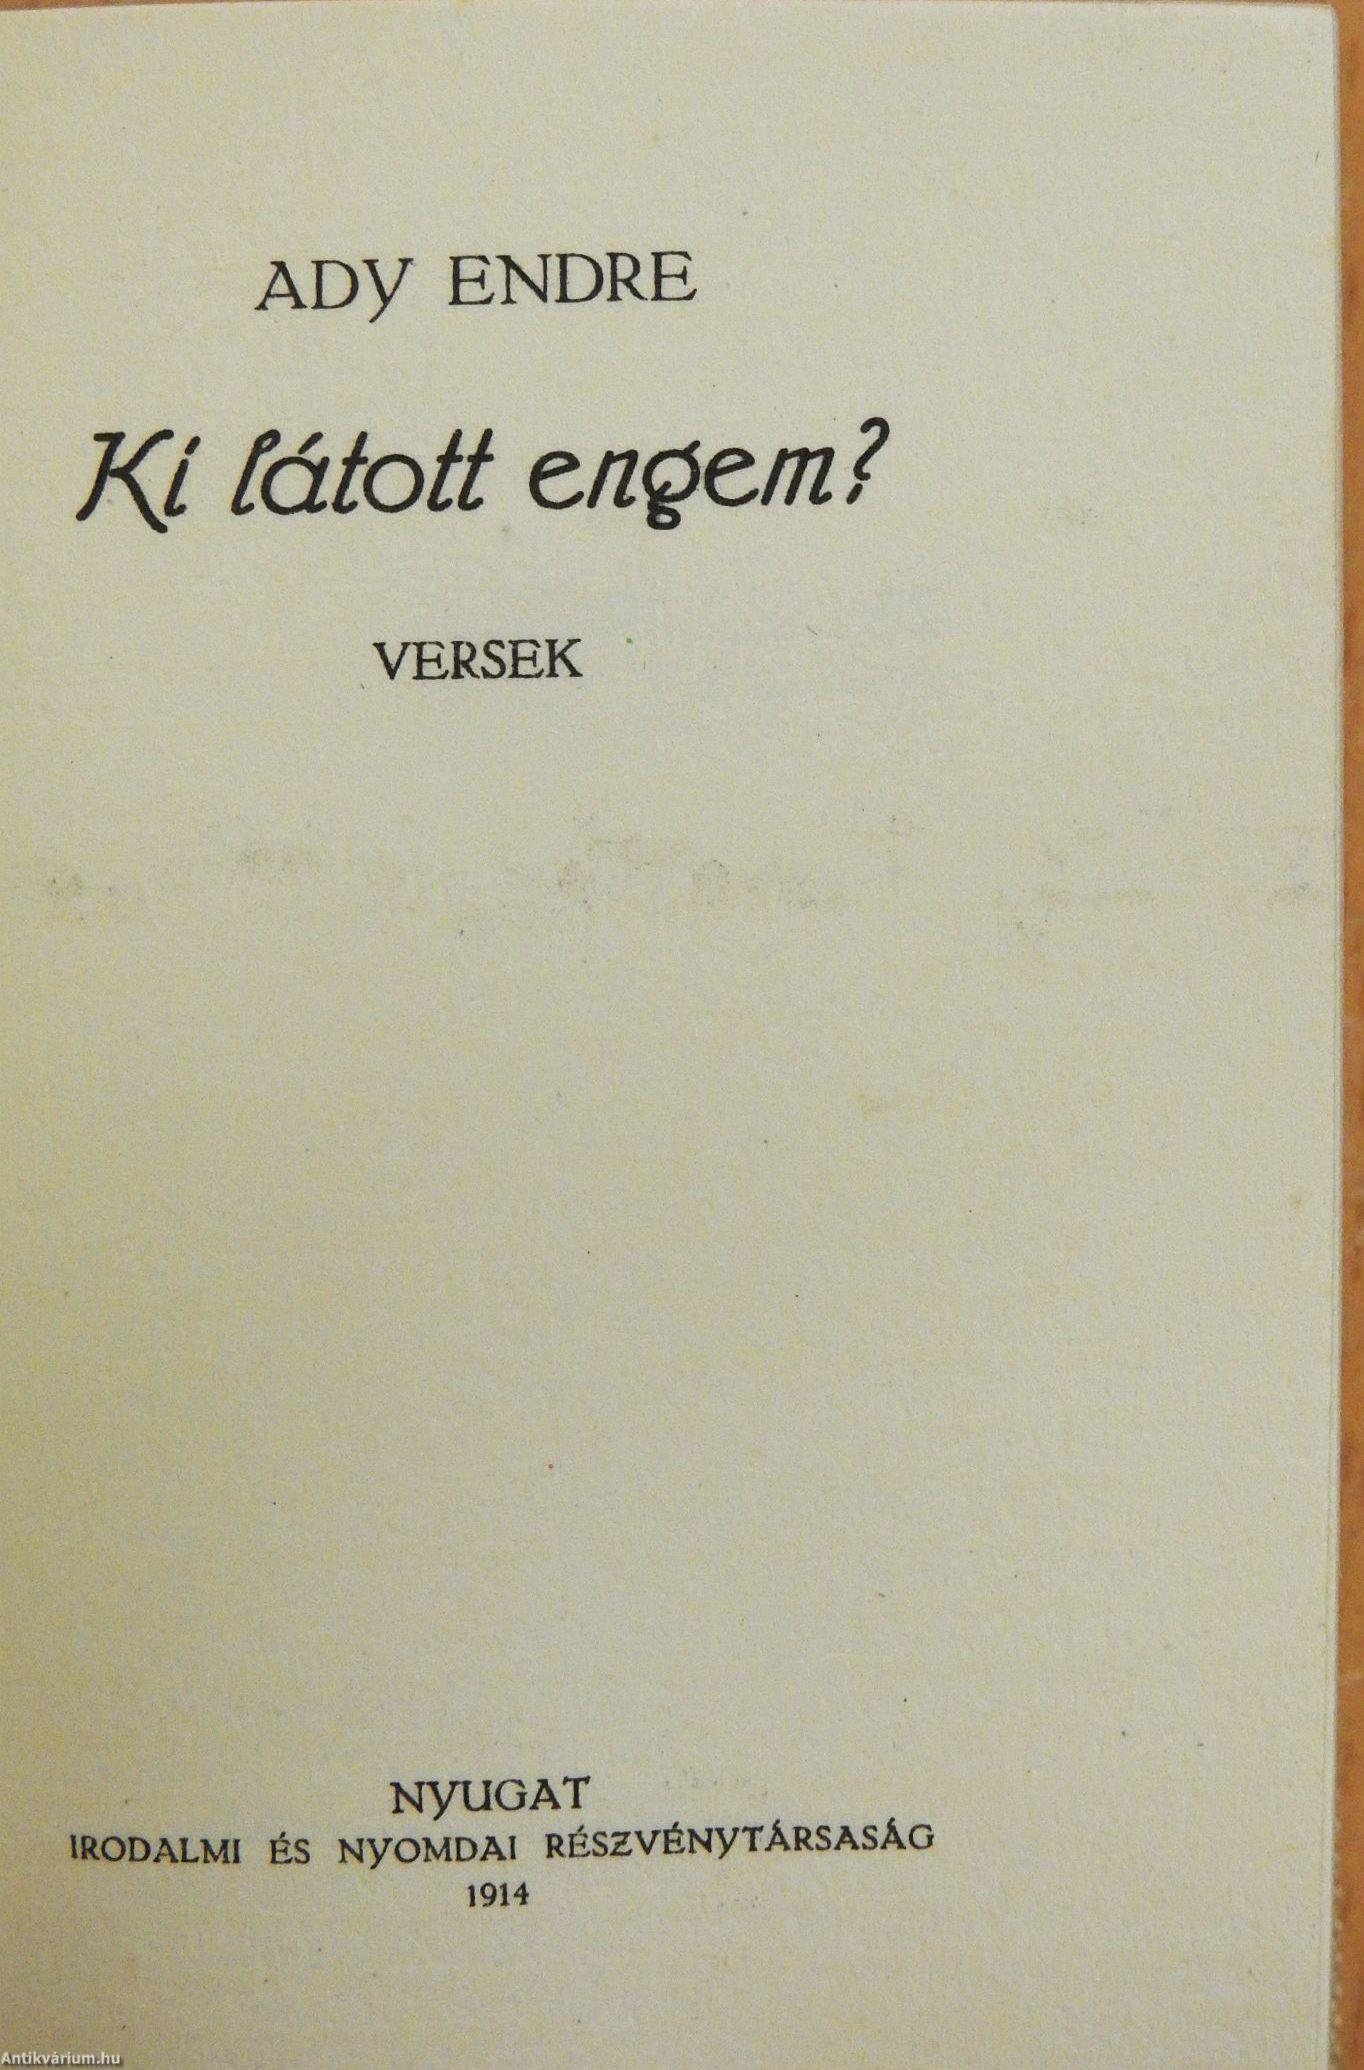 ADY ENDRE
Ki látott engem?
VERSEK
NYUGAT
IRODALMI ÉS NYOMDAI RÉSZVÉNYTÁRSASÁG
1914
Antikvárium.hu